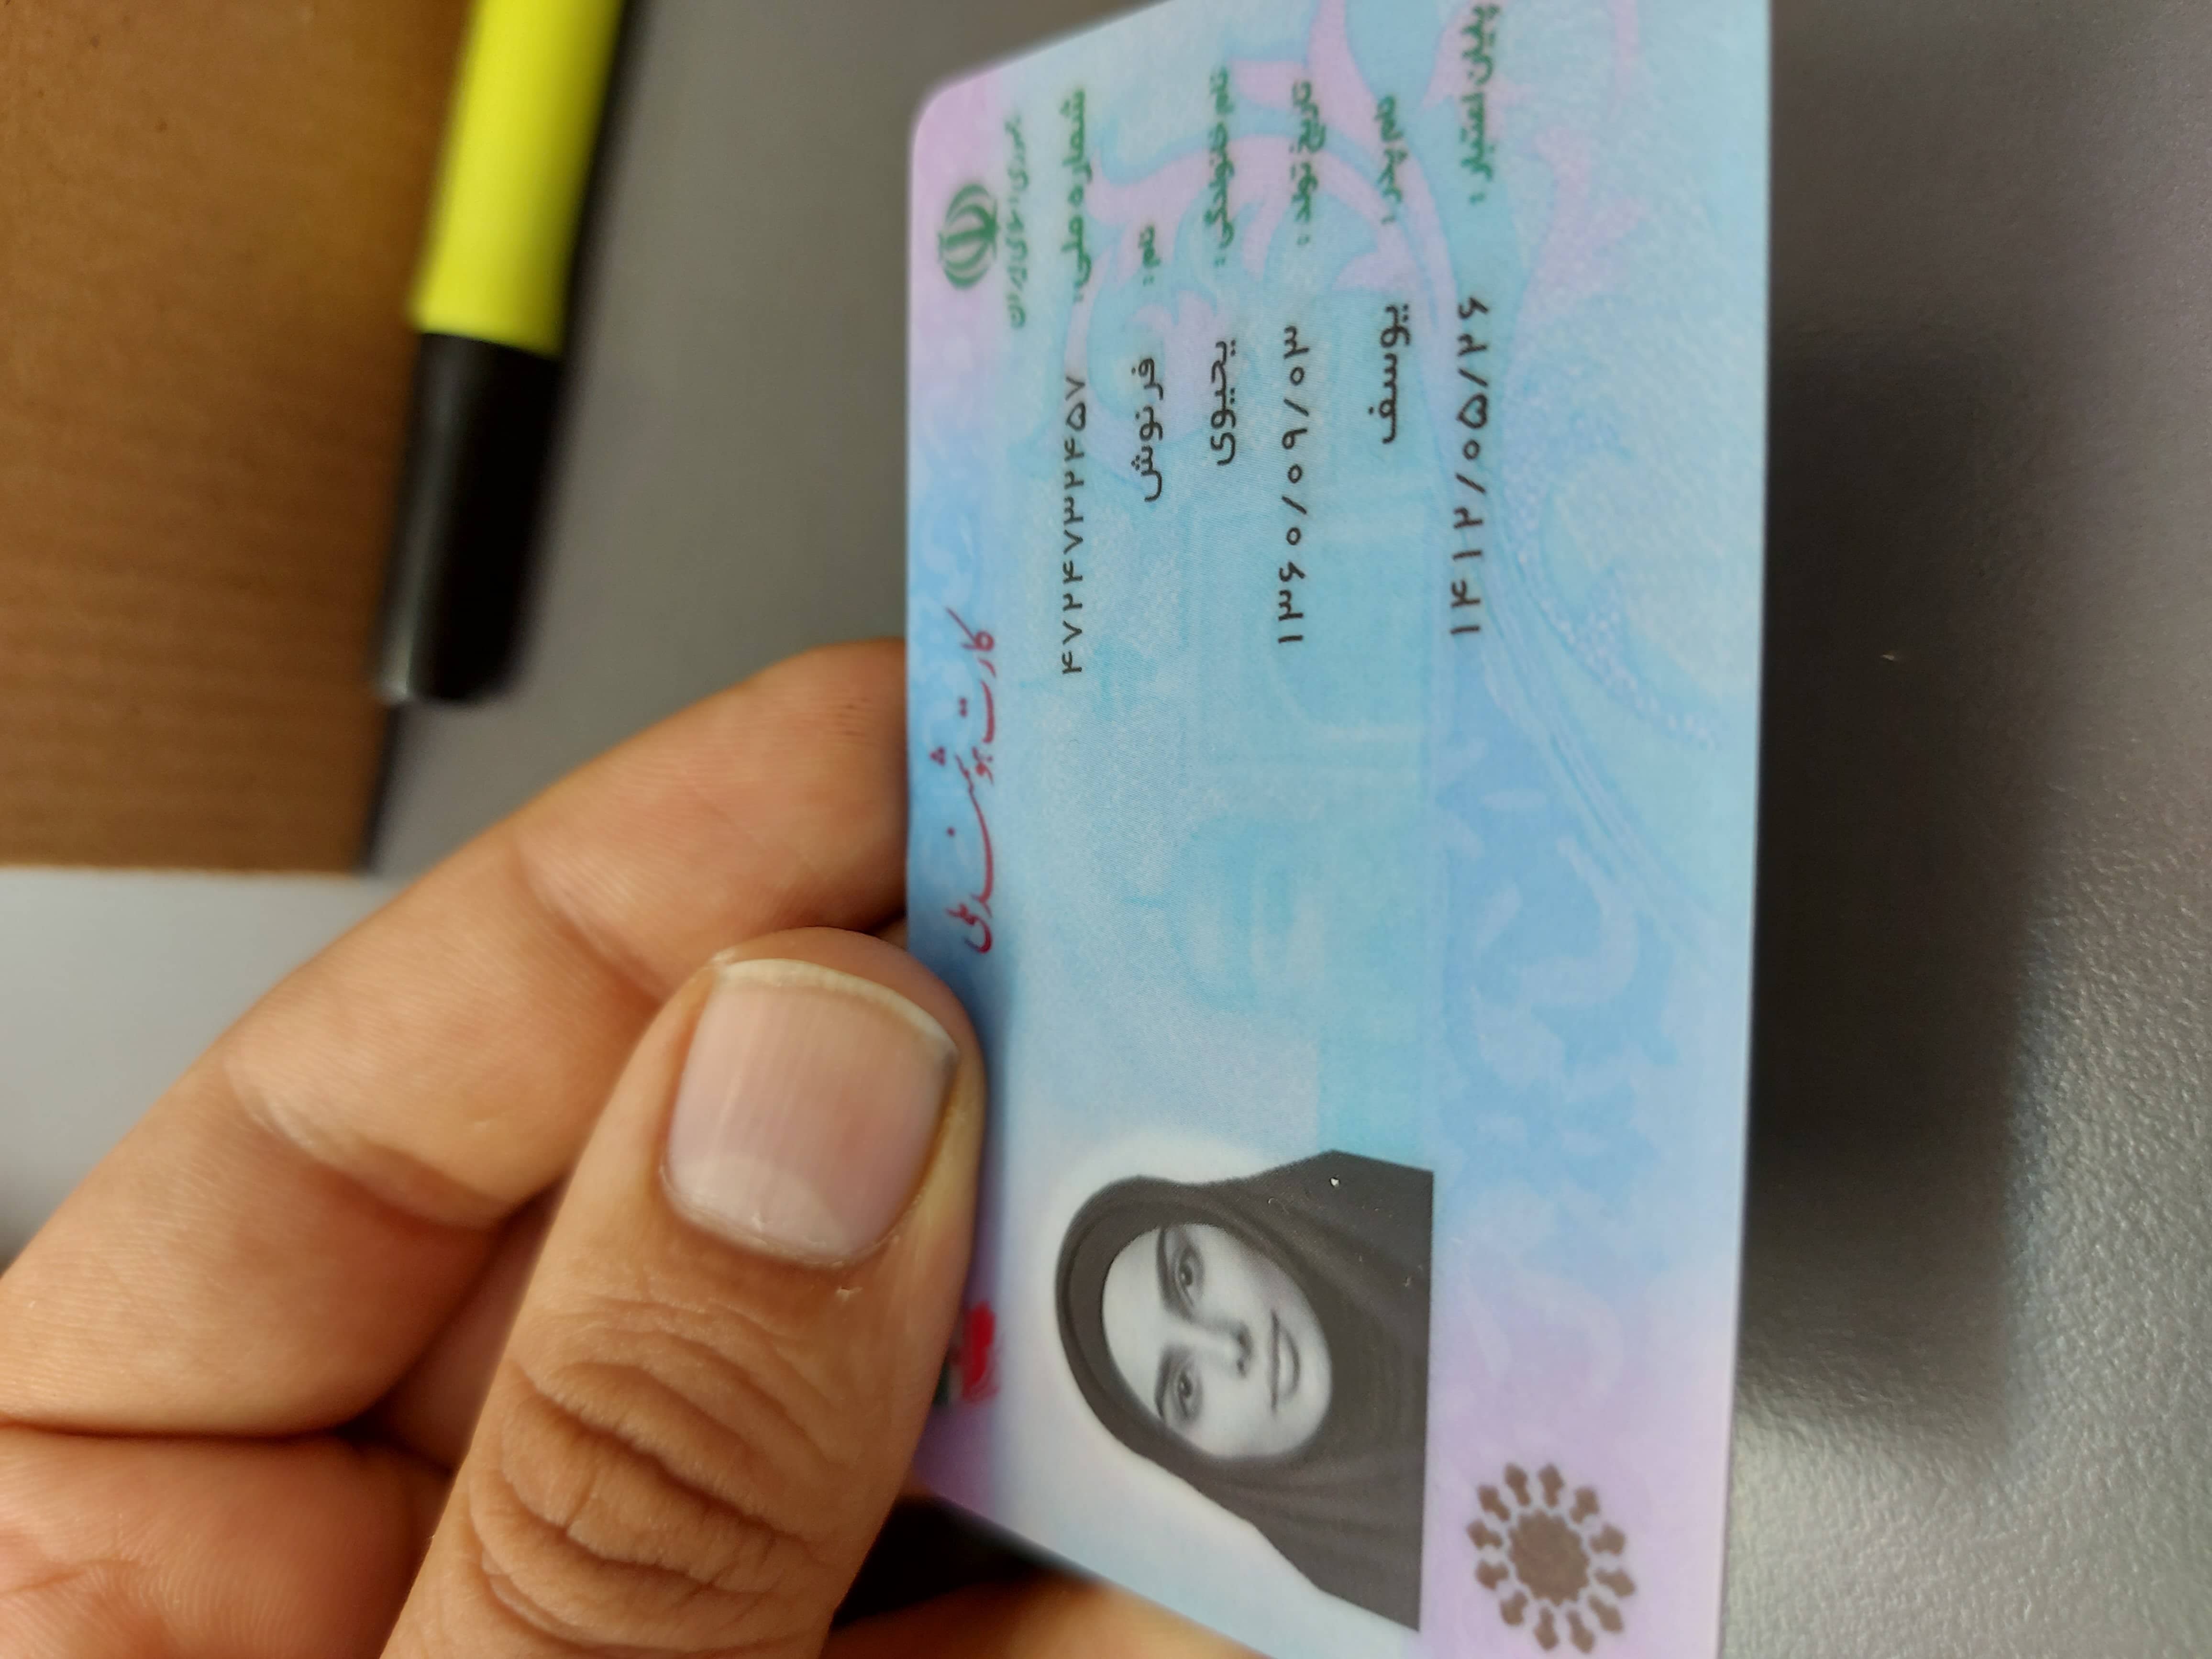 جمهوری اسلامی ایران
کارت هوشمند ملی
شماره ملی: ۴۷۲۴۷۳۲۴۵۷
نام: فرنوش
نام خانوادگی: یحیوی
تاریخ تولد: ۱۳۶۰/۰۹/۰۳
نام پدر: یوسف
پایان اعتبار: ۱۴۱۲/۰۵/۲۶